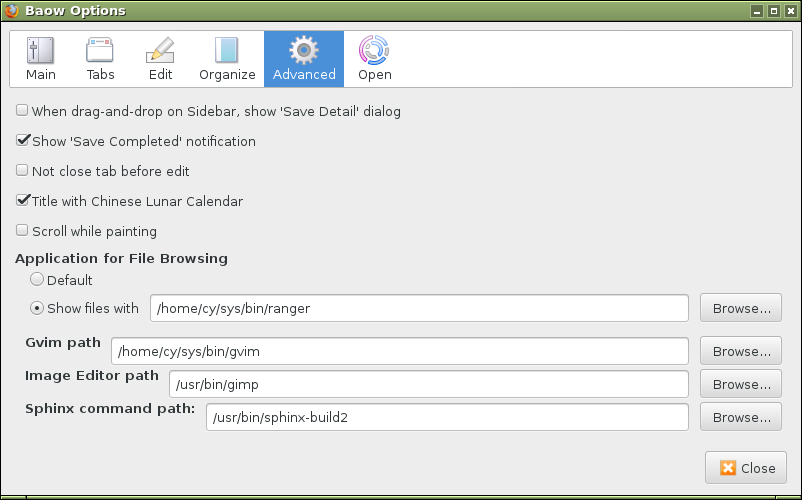 Baow Options
Main Tabs Edit Organize Advanced Open
When drag-and-drop on Sidebar, show 'Save Detail' dialog
Show 'Save Completed' notification
Not close tab before edit
Title with Chinese Lunar Calendar
Scroll while painting
Application for File Browsing
Default
Show files with /home/cy/sys/bin/ranger Browse...
Gvim path /home/cy/sys/bin/gvim Browse...
Image Editor path /usr/bin/gimp Browse...
Sphinx command path: /usr/bin/sphinx-build2 Browse...
Close